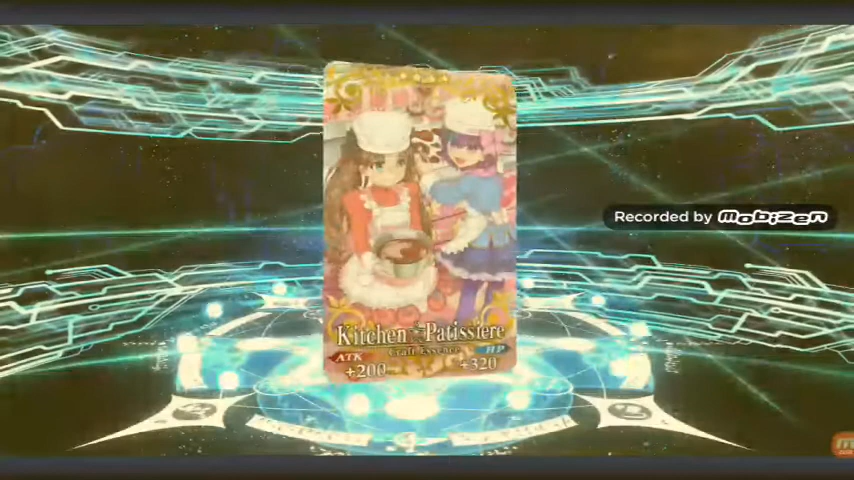 Recorded by mobizen
Kitchen Patissiere
Craft Essence
ATK HP
+200 +320